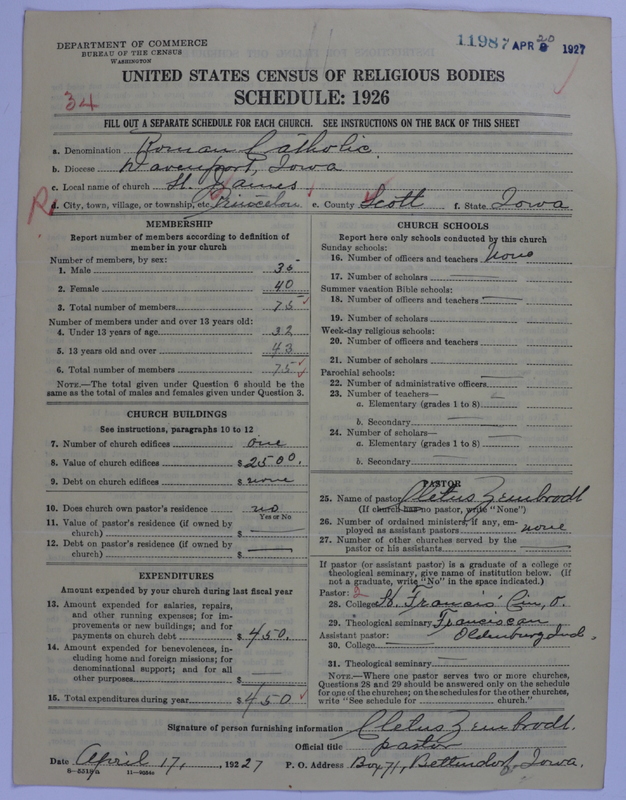 DEPARTMENT OF COMMERCE
BUREAU OF THE CENSUS
WASHINGTON
11987 APR 20 1927
UNITED STATES CENSUS OF RELIGIOUS BODIES
SCHEDULE: 1926
34
FILL OUT A SEPARATE SCHEDULE FOR EACH CHURCH. SEE INSTRUCTIONS ON THE BACK OF THIS SHEET
a. Denomination Roman Catholic.
b. Diocese Davenport, Iowa
c. Local name of church St. James
R d. City, town, village, or township, etc. Princeton e. County Scott f. State Iowa
MEMBERSHIP
Report number of members according to definition of member in your church
Number of members, by sex:
1. Male 35
2. Female 40
3. Total number of members 75
Number of members under and over 13 years old:
4. Under 13 years of age 32
5. 13 years old and over 43
6. Total number of members 75
NOTE.—The total given under Question 6 should be
same as the total of males and females given under Question 3.
CHURCH BUILDINGS
See instructions, paragraphs 10 to 12
7. Number of church edifices one
8. Value of church edifices $ 2500.
9. Debt on church edifices $ none
10. Does church own pastor's residence no
Yes or No
11. Value of pastor's residence (if owned by
church) $
12. Debt on pastor's residence (if owned by
church) $
EXPENDITURES
Amount expended by your church during last fiscal year
13. Amount expended for salaries, repairs,
and other running expenses; for im-
provements or new buildings; and for
payments on church debt $ 450.
14. Amount expended for benevolences, in-
cluding home and foreign missions; for
denominational support; and for all
other purposes $
15. Total expenditures during year $ 450
CHURCH SCHOOLS
Report here only schools conducted by this church
Sunday schools:
16. Number of officers and teachers None
17. Number of scholars
Summer vacation Bible schools:
18. Number of officers and teachers
19. Number of scholars
Week-day religious schools:
20. Number of officers and teachers
21. Number of scholars
Parochial schools:
22. Number of administrative officers
23. Number of teachers—
a. Elementary (grades 1 to 8)
b. Secondary
24. Number of scholars—
a. Elementary (grades 1 to 8)
b. Secondary
PASTOR
25. Name of pastor Cletus Zembrodt
(If church has no pastor, write "None")
26. Number of ordained ministers, if any, em-
ployed as assistant pastors none
27. Number of other churches served by the
pastor or his assistants
If pastor (or assistant pastor) is a graduate of a college or
theological seminary, give name of institution below. (If
not a graduate, write "No" in the space indicated.)
Pastor: 2
28. College St. Francis' Cin, O.
29. Theological seminary Franciscan
Assistant pastor: Oldenburg Ind.
30. College
31. Theological seminary
NOTE.—Where one pastor serves two or more churches,
Questions 28 and 29 should be answered only on the schedule
for one of the churches; on the schedules for the other churches,
write "See schedule for church."
Signature of person furnishing information Cletus Zembrodt.
Official title pastor
Date April 17, 19227 P. O. Address Box 71, Bettendorf, Iowa.